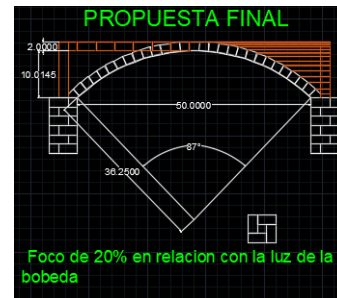 PROPUESTA FINAL
2.0000
10.0145
50.0000
87°
36.2500
Foco de 20% en relacion con la luz de la
bobeda